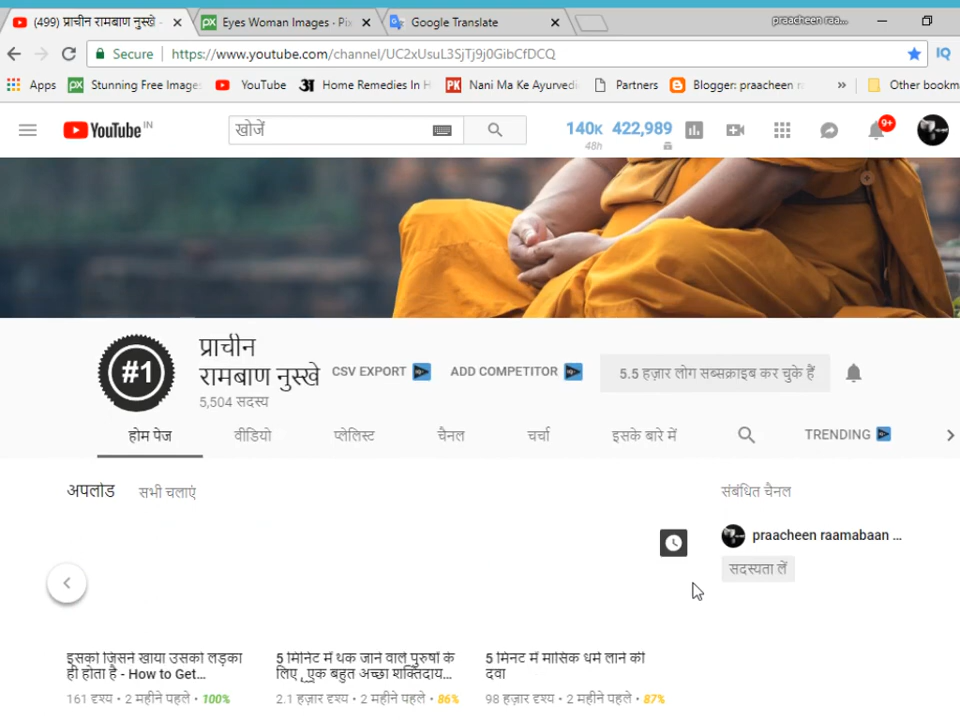 (499) प्राचीन रामबाण नुस्खे -
Eyes Woman Images - Pix
Google Translate
praacheen raa...
Secure
https://www.youtube.com/channel/UC2xUsuL3SjTj9j0GibCfDCQ
IQ
Apps
px
Stunning Free Images
YouTube
Home Remedies In H
PK
Nani Ma Ke Ayurvedi
Partners
Blogger: praacheen r
»
Other bookm
YouTube IN
खोजें
140K 422,989
48h
9+
#1
प्राचीन
रामबाण नुस्खे
5,504 सदस्य
CSV EXPORT
ADD COMPETITOR
5.5 हज़ार लोग सब्सक्राइब कर चुके हैं
होम पेज
वीडियो
प्लेलिस्ट
चैनल
चर्चा
इसके बारे में
TRENDING
अपलोड
सभी चलाएं
संबंधित चैनल
praacheen raamabaan ...
सदस्यता लें
इसको जिसने खाया उसको लड़का
ही होता है - How to Get...
161 दृश्य • 2 महीने पहले • 100%
5 मिनिट में थक जाने वाले पुरुषों के
लिए , एक बहुत अच्छा शक्तिदाय...
2.1 हज़ार दृश्य • 2 महीने पहले • 86%
5 मिनट में मासिक धर्म लाने की
दवा
98 हज़ार दृश्य • 2 महीने पहले • 87%